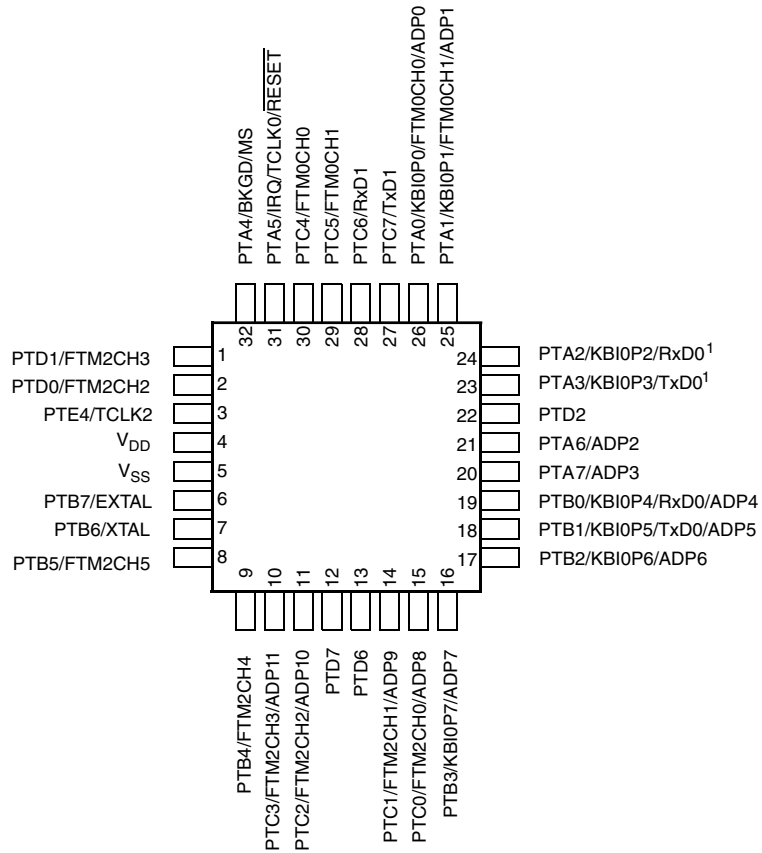 PTA4/BKGD/MS
PTA5/IRQ/TCLK0/RESET
PTC4/FTM0CH0
PTC5/FTM0CH1
PTC6/RxD1
PTC7/TxD1
PTA0/KBI0P0/FTM0CH0/ADP0
PTA1/KBI0P1/FTM0CH1/ADP1
32
31
30
29
28
27
26
25
PTD1/FTM2CH3 1
PTD0/FTM2CH2 2
PTE4/TCLK2 3
VDD 4
VSS 5
PTB7/EXTAL 6
PTB6/XTAL 7
PTB5/FTM2CH5 8
24 PTA2/KBI0P2/RxD0¹
23 PTA3/KBI0P3/TxD0¹
22 PTD2
21 PTA6/ADP2
20 PTA7/ADP3
19 PTB0/KBI0P4/RxD0/ADP4
18 PTB1/KBI0P5/TxD0/ADP5
17 PTB2/KBI0P6/ADP6
9
10
11
12
13
14
15
16
PTB4/FTM2CH4
PTC3/FTM2CH3/ADP11
PTC2/FTM2CH2/ADP10
PTD7
PTD6
PTC1/FTM2CH1/ADP9
PTC0/FTM2CH0/ADP8
PTB3/KBI0P7/ADP7